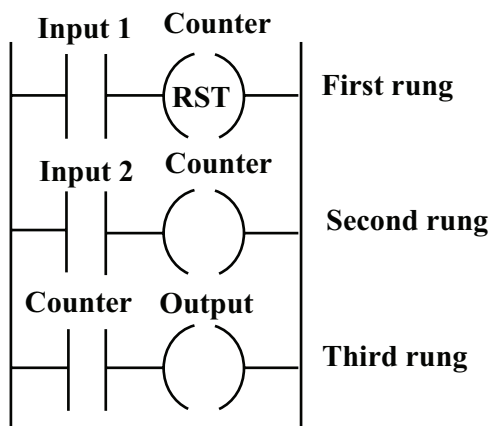 Input 1 Counter
RST First rung
Input 2 Counter
Second rung
Counter Output
Third rung